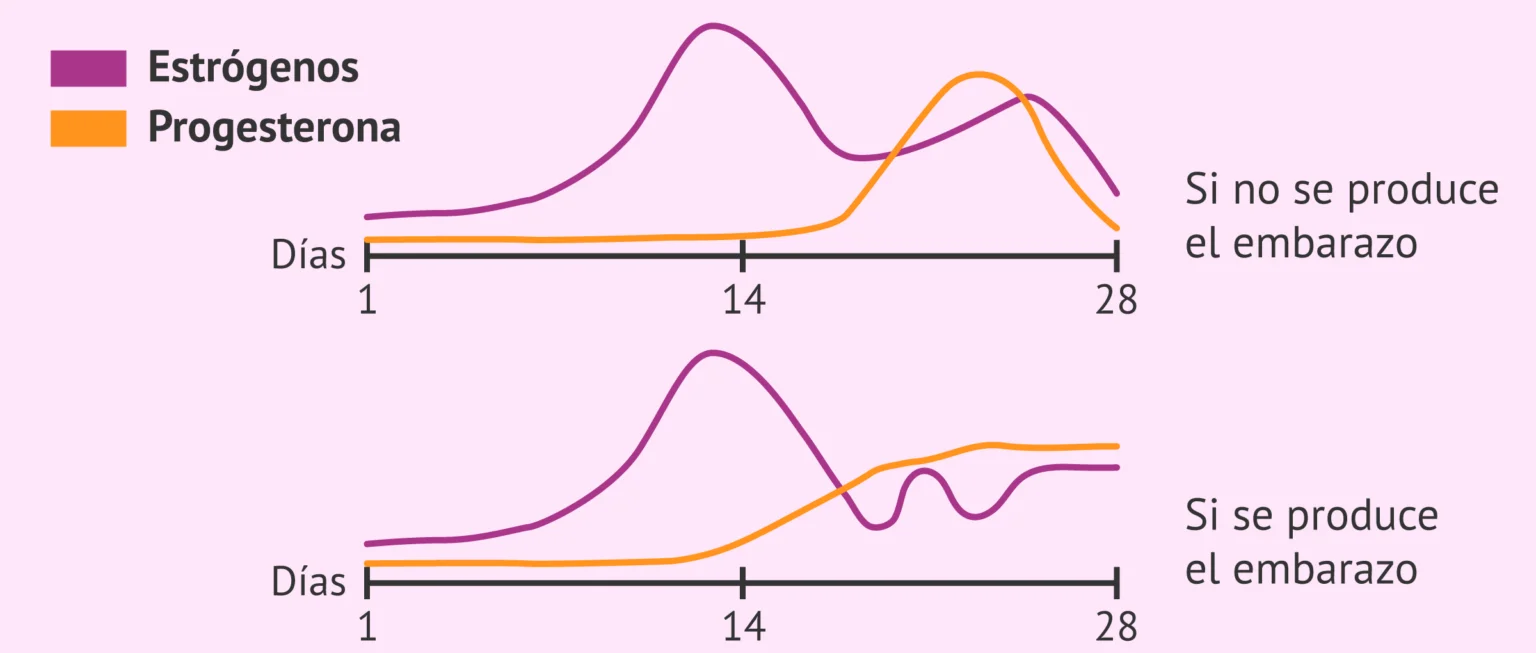 Estrógenos
Progesterona
Si no se produce
el embarazo
Días
1 14 28
Si se produce
el embarazo
Días
1 14 28